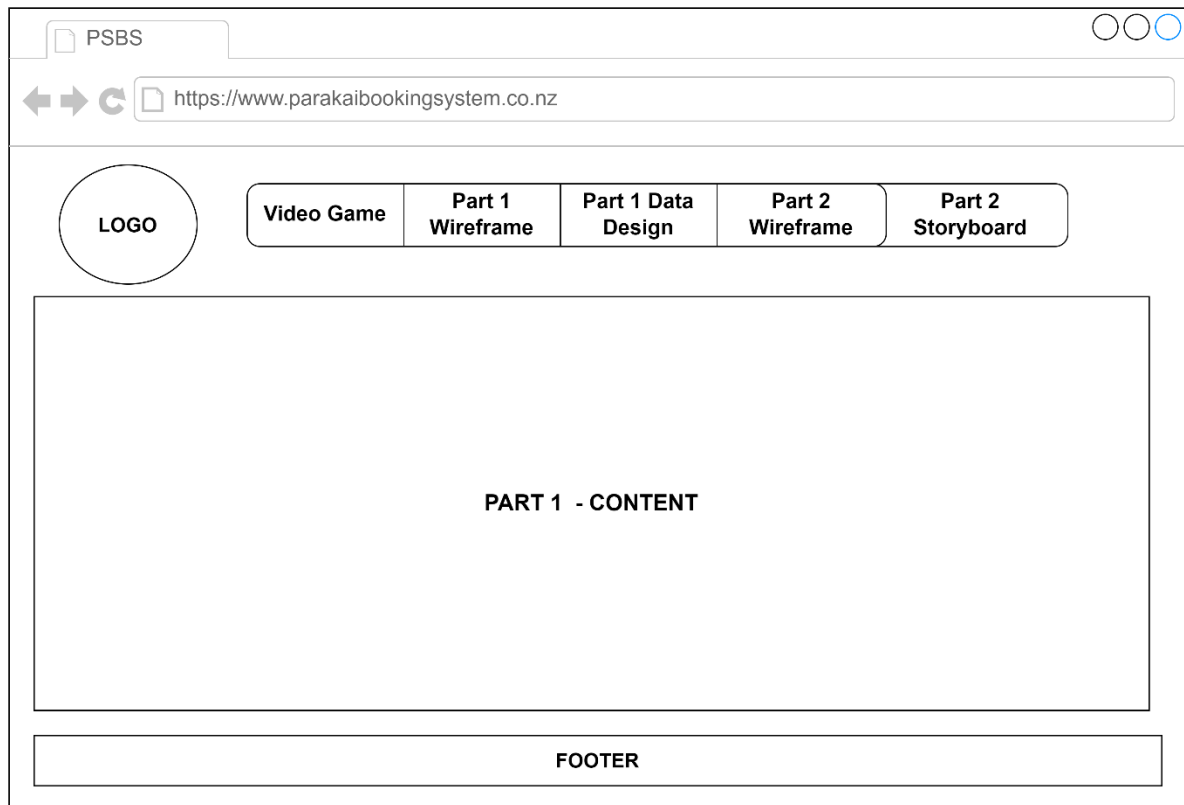 PSBS
https://www.parakaibookingsystem.co.nz
LOGO
Video Game
Part 1
Wireframe
Part 1 Data
Design
Part 2
Wireframe
Part 2
Storyboard
PART 1 - CONTENT
FOOTER